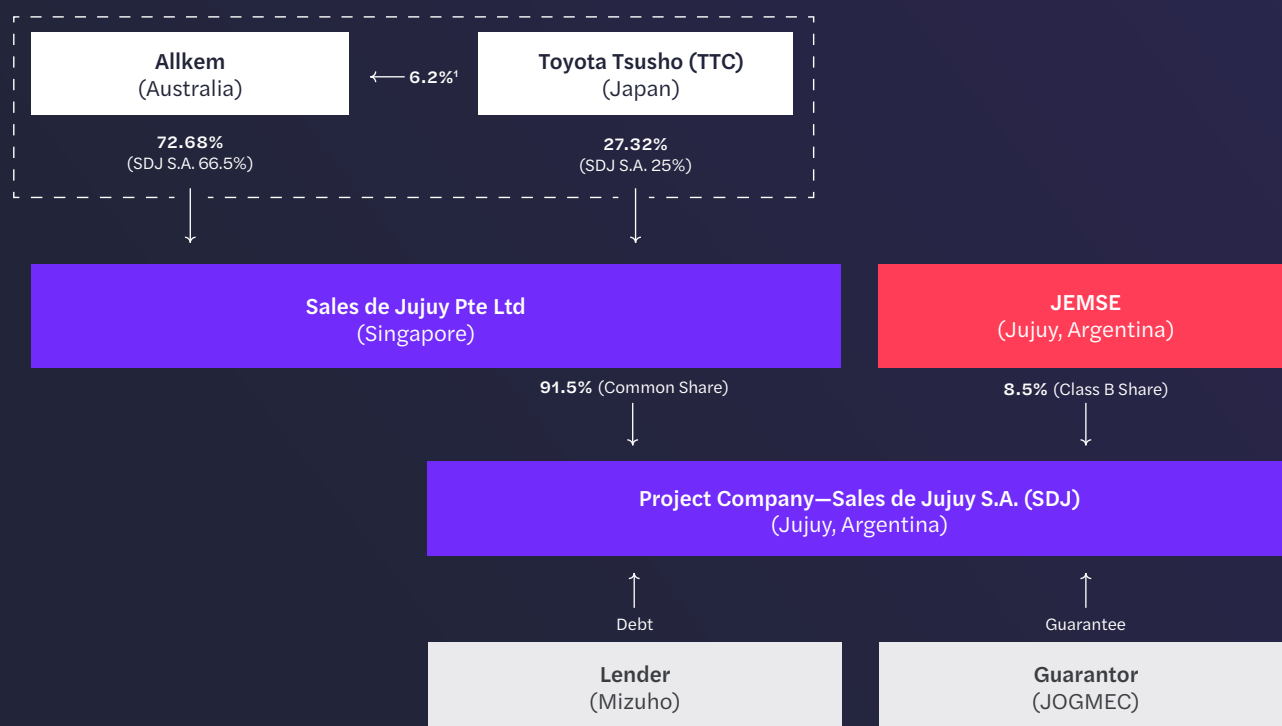 Allkem
(Australia)
6.2%¹
Toyota Tsusho (TTC)
(Japan)
72.68%
(SDJ S.A. 66.5%)
27.32%
(SDJ S.A. 25%)
Sales de Jujuy Pte Ltd
(Singapore)
JEMSE
(Jujuy, Argentina)
91.5% (Common Share)
8.5% (Class B Share)
Project Company—Sales de Jujuy S.A. (SDJ)
(Jujuy, Argentina)
Debt
Guarantee
Lender
(Mizuho)
Guarantor
(JOGMEC)